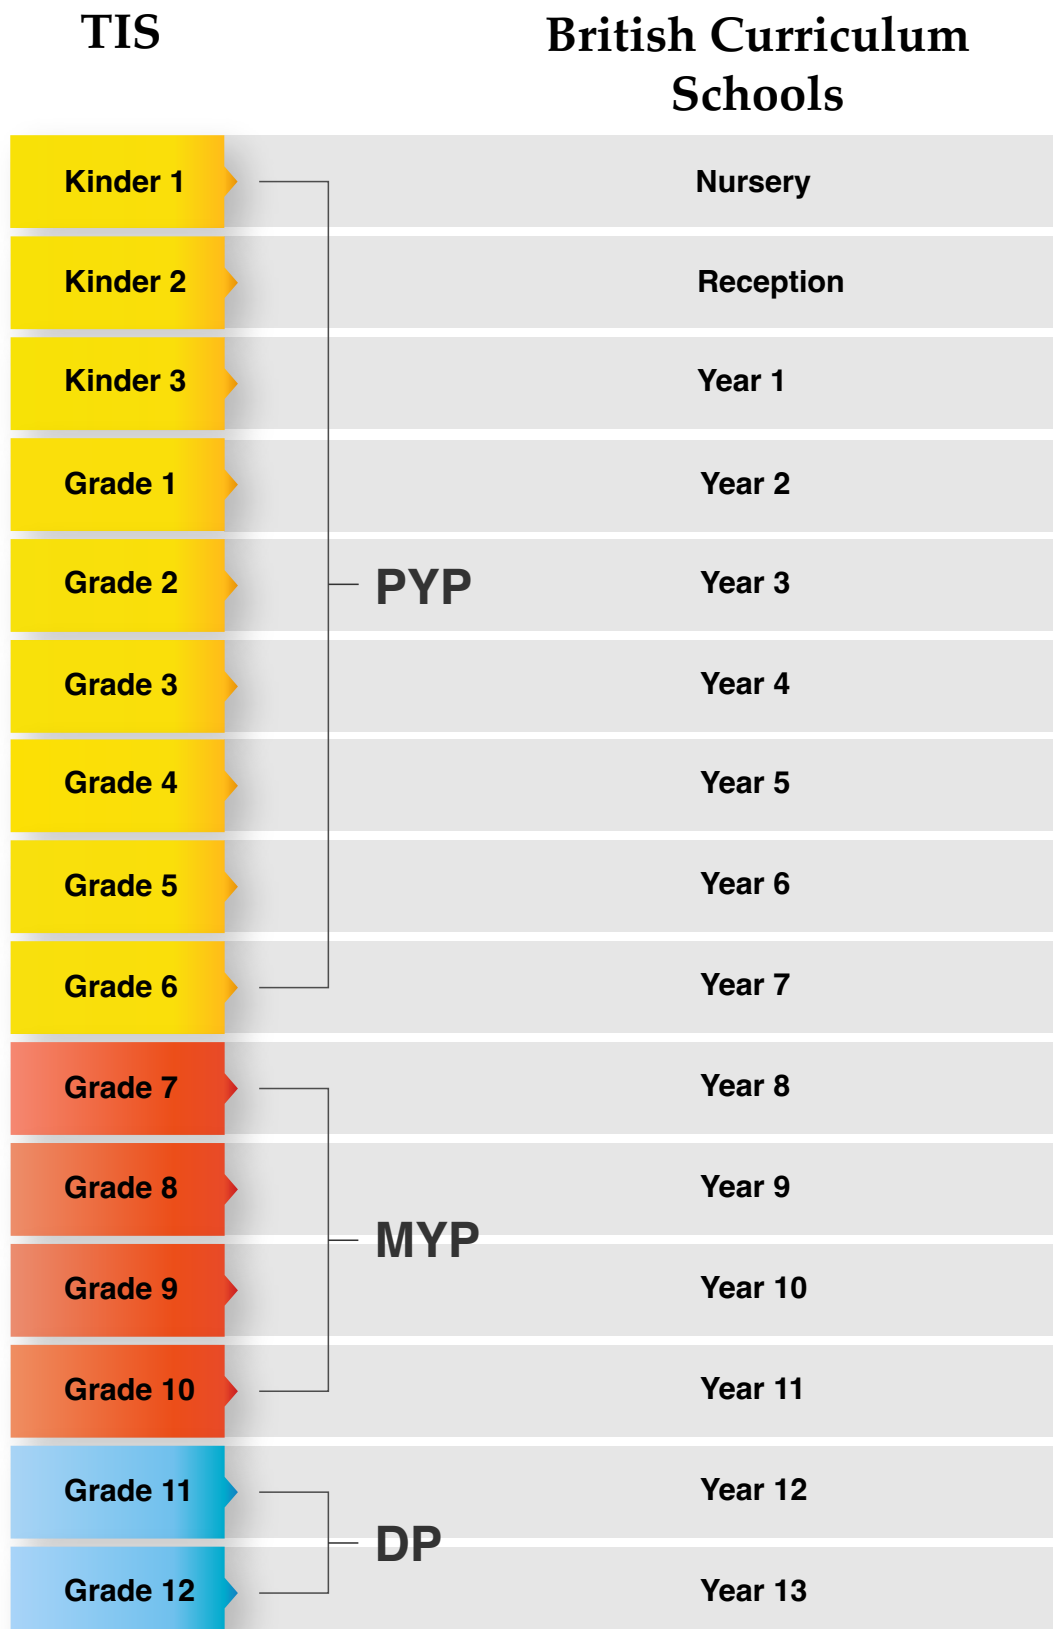 TIS
British Curriculum
Schools
Kinder 1
Nursery
Kinder 2
Reception
Kinder 3
Year 1
Grade 1
Year 2
Grade 2
PYP
Year 3
Grade 3
Year 4
Grade 4
Year 5
Grade 5
Year 6
Grade 6
Year 7
Grade 7
Year 8
Grade 8
Year 9
MYP
Grade 9
Year 10
Grade 10
Year 11
Grade 11
Year 12
DP
Grade 12
Year 13